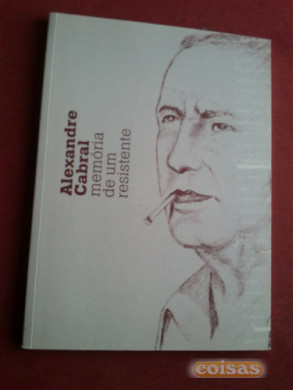 Alexandre
Cabral
memória
de um
resistente
coisas